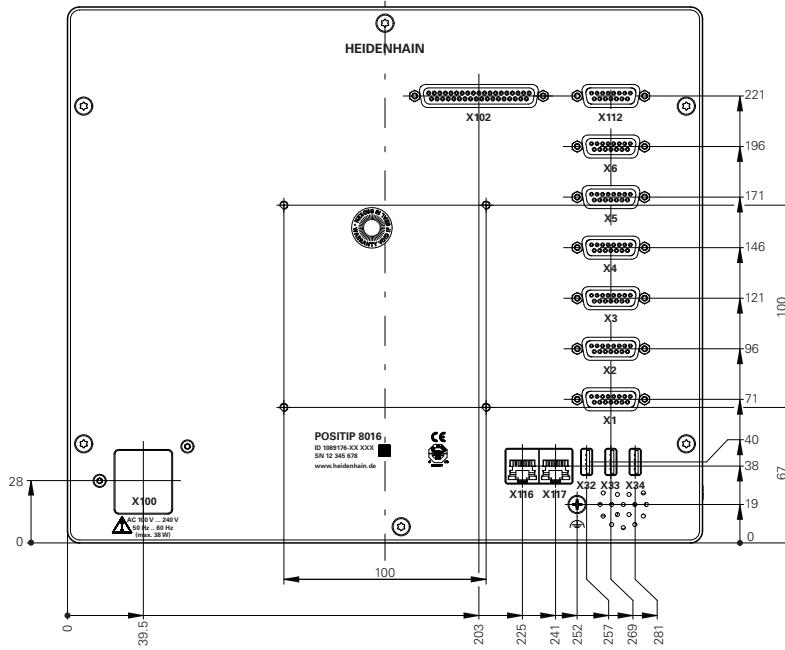 HEIDENHAIN
X102
X112
221
X6
196
X5
171
X4
146
X3
121
100
X2
96
X1
71
POSITIP 8016
ID 1089176-XX XXX
SN 12 345 678
www.heidenhain.de
CE
X100
AC 100 V ... 240 V
50 Hz .. 60 Hz
(max. 38 W)
X116
X117
X32
X33
X34
40
38
67
19
0
28
0
100
0
39.5
203
225
241
252
257
269
281